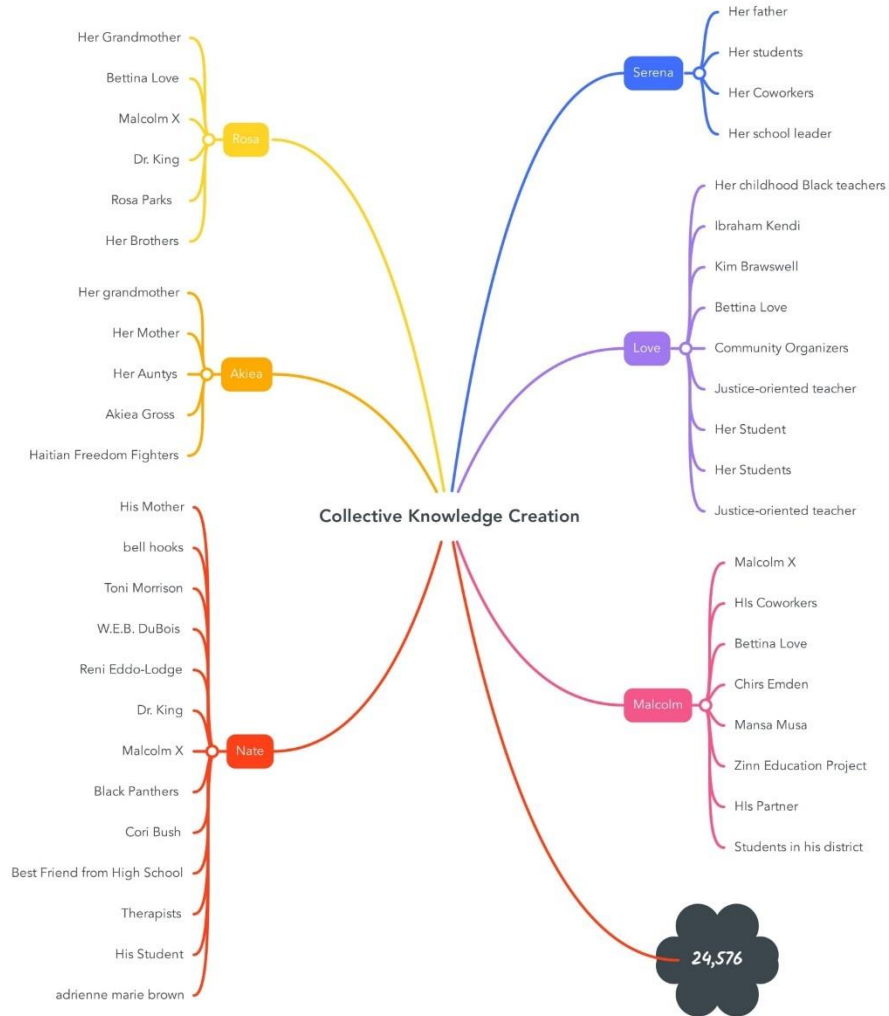 Collective Knowledge Creation
Rosa
Her Grandmother
Bettina Love
Malcolm X
Dr. King
Rosa Parks
Her Brothers
Akiea
Her grandmother
Her Mother
Her Auntys
Akiea Gross
Haitian Freedom Fighters
Nate
His Mother
bell hooks
Toni Morrison
W.E.B. DuBois
Reni Eddo-Lodge
Dr. King
Malcolm X
Black Panthers
Cori Bush
Best Friend from High School
Therapists
His Student
adrienne marie brown
Serena
Her father
Her students
Her Coworkers
Her school leader
Love
Her childhood Black teachers
Ibraham Kendi
Kim Brawswell
Bettina Love
Community Organizers
Justice-oriented teacher
Her Student
Her Students
Justice-oriented teacher
Malcolm
Malcolm X
HIs Coworkers
Bettina Love
Chirs Emden
Mansa Musa
Zinn Education Project
HIs Partner
Students in his district
24,576